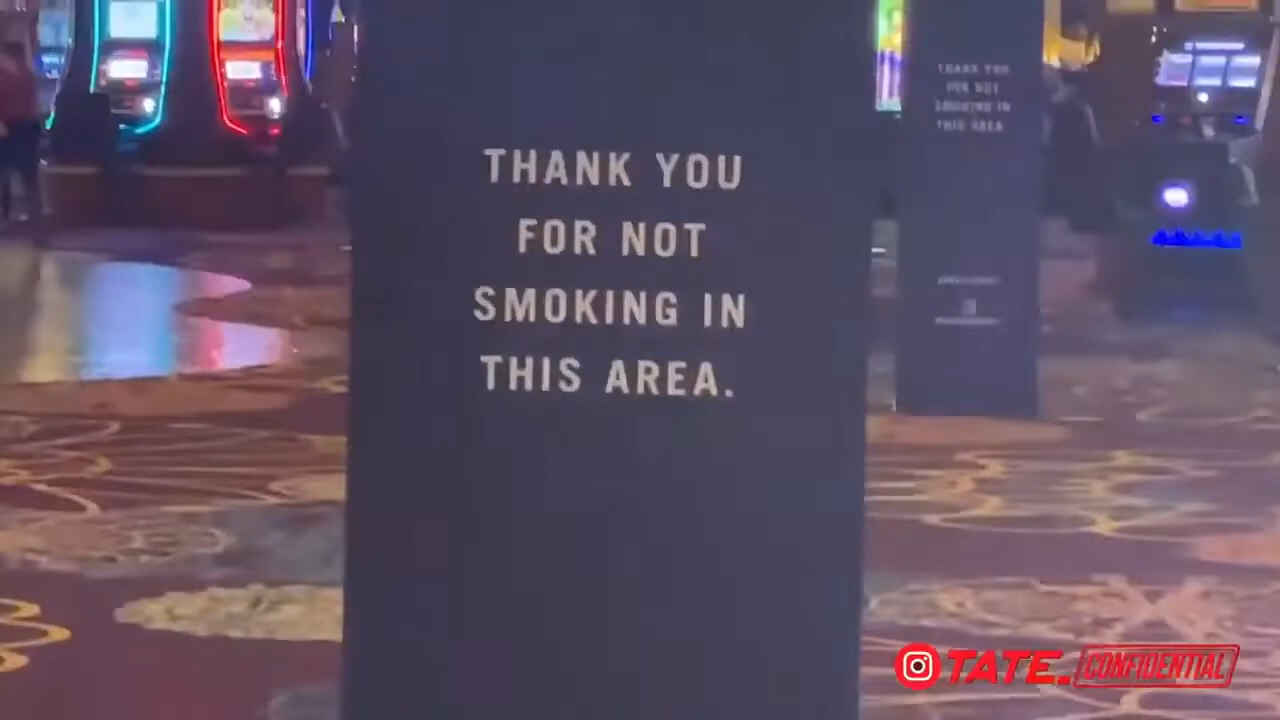 THANK YOU
FOR NOT
SMOKING IN
THIS AREA.
THANK YOU
FOR NOT
SMOKING IN
THIS AREA
TATE.
CONFIDENTIAL